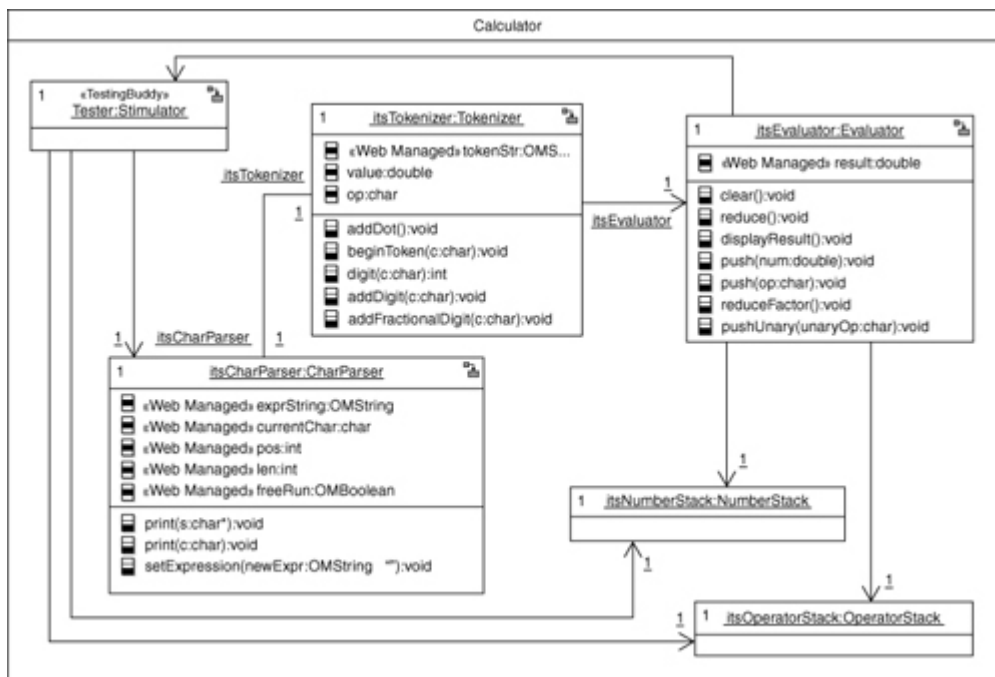 Calculator
1
«TestingBuddy»
Tester:Stimulator
1
itsTokenizer:Tokenizer
«Web Managed» tokenStr:OMS...
value:double
op:char
addDot():void
beginToken(c:char):void
digit(c:char):int
addDigit(c:char):void
addFractionalDigit(c:char):void
1
itsEvaluator:Evaluator
«Web Managed» result:double
clear():void
reduce():void
displayResult():void
push(num:double):void
push(op:char):void
reduceFactor():void
pushUnary(unaryOp:char):void
itsTokenizer
1
1
itsEvaluator
1
itsCharParser
1
1
itsCharParser:CharParser
«Web Managed» exprString:OMString
«Web Managed» currentChar:char
«Web Managed» pos:int
«Web Managed» len:int
«Web Managed» freeRun:OMBoolean
print(s:char*):void
print(c:char):void
setExpression(newExpr:OMString ""):void
1
1
itsNumberStack:NumberStack
1
1
1
1
itsOperatorStack:OperatorStack